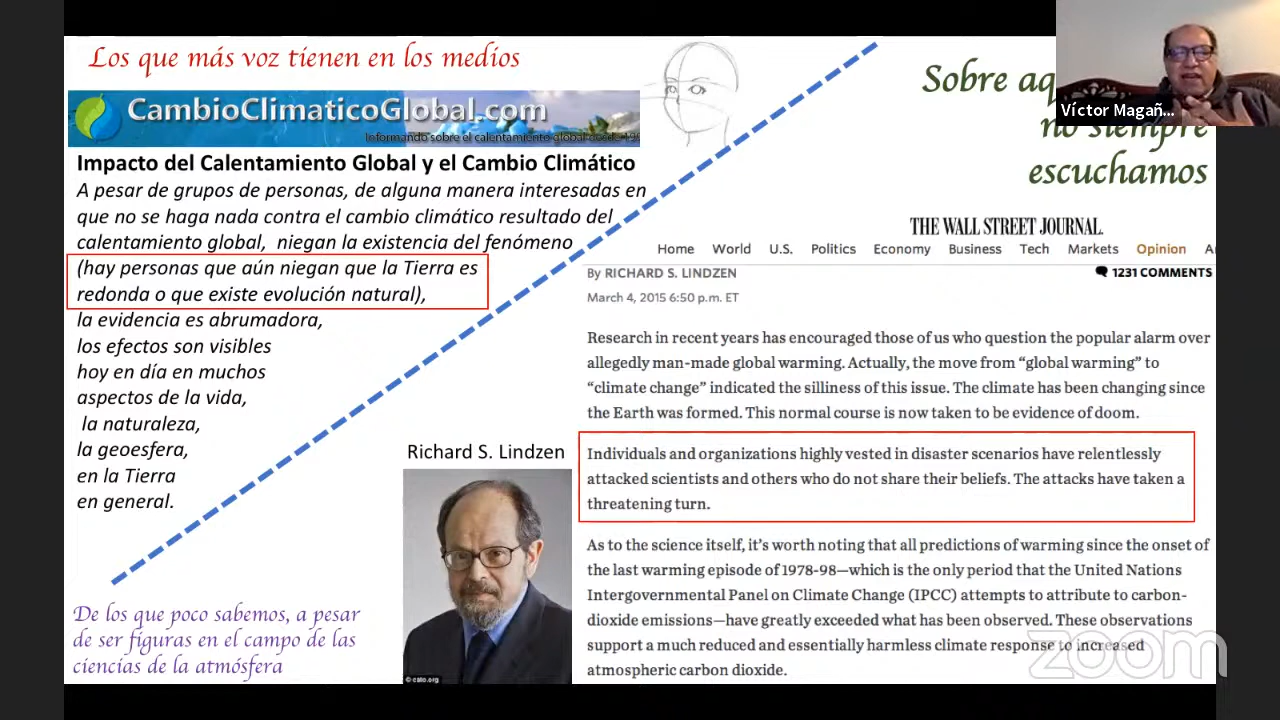 Los que más voz tienen en los medios
CambioClimaticoGlobal.com
Informando sobre el calentamiento global desde 199
Impacto del Calentamiento Global y el Cambio Climático
A pesar de grupos de personas, de alguna manera interesadas en
que no se haga nada contra el cambio climático resultado del
calentamiento global, niegan la existencia del fenómeno
(hay personas que aún niegan que la Tierra es
redonda o que existe evolución natural),
la evidencia es abrumadora,
los efectos son visibles
hoy en día en muchos
aspectos de la vida,
la naturaleza,
la geoesfera,
en la Tierra
en general.
De los que poco sabemos, a pesar
de ser figuras en el campo de las
ciencias de la atmósfera
Richard S. Lindzen
© cato.org
Sobre
no siempre
escuchamos
Víctor Magañ...
THE WALL STREET JOURNAL.
Home World U.S. Politics Economy Business Tech Markets Opinion
By RICHARD S. LINDZEN
1231 COMMENTS
March 4, 2015 6:50 p.m. ET
Research in recent years has encouraged those of us who question the popular alarm over
allegedly man-made global warming. Actually, the move from “global warming” to
“climate change” indicated the silliness of this issue. The climate has been changing since
the Earth was formed. This normal course is now taken to be evidence of doom.
Individuals and organizations highly vested in disaster scenarios have relentlessly
attacked scientists and others who do not share their beliefs. The attacks have taken a
threatening turn.
As to the science itself, it’s worth noting that all predictions of warming since the onset of
the last warming episode of 1978-98—which is the only period that the United Nations
Intergovernmental Panel on Climate Change (IPCC) attempts to attribute to carbon-
dioxide emissions—have greatly exceeded what has been observed. These observations
support a much reduced and essentially harmless climate response to increased
atmospheric carbon dioxide.
zoom